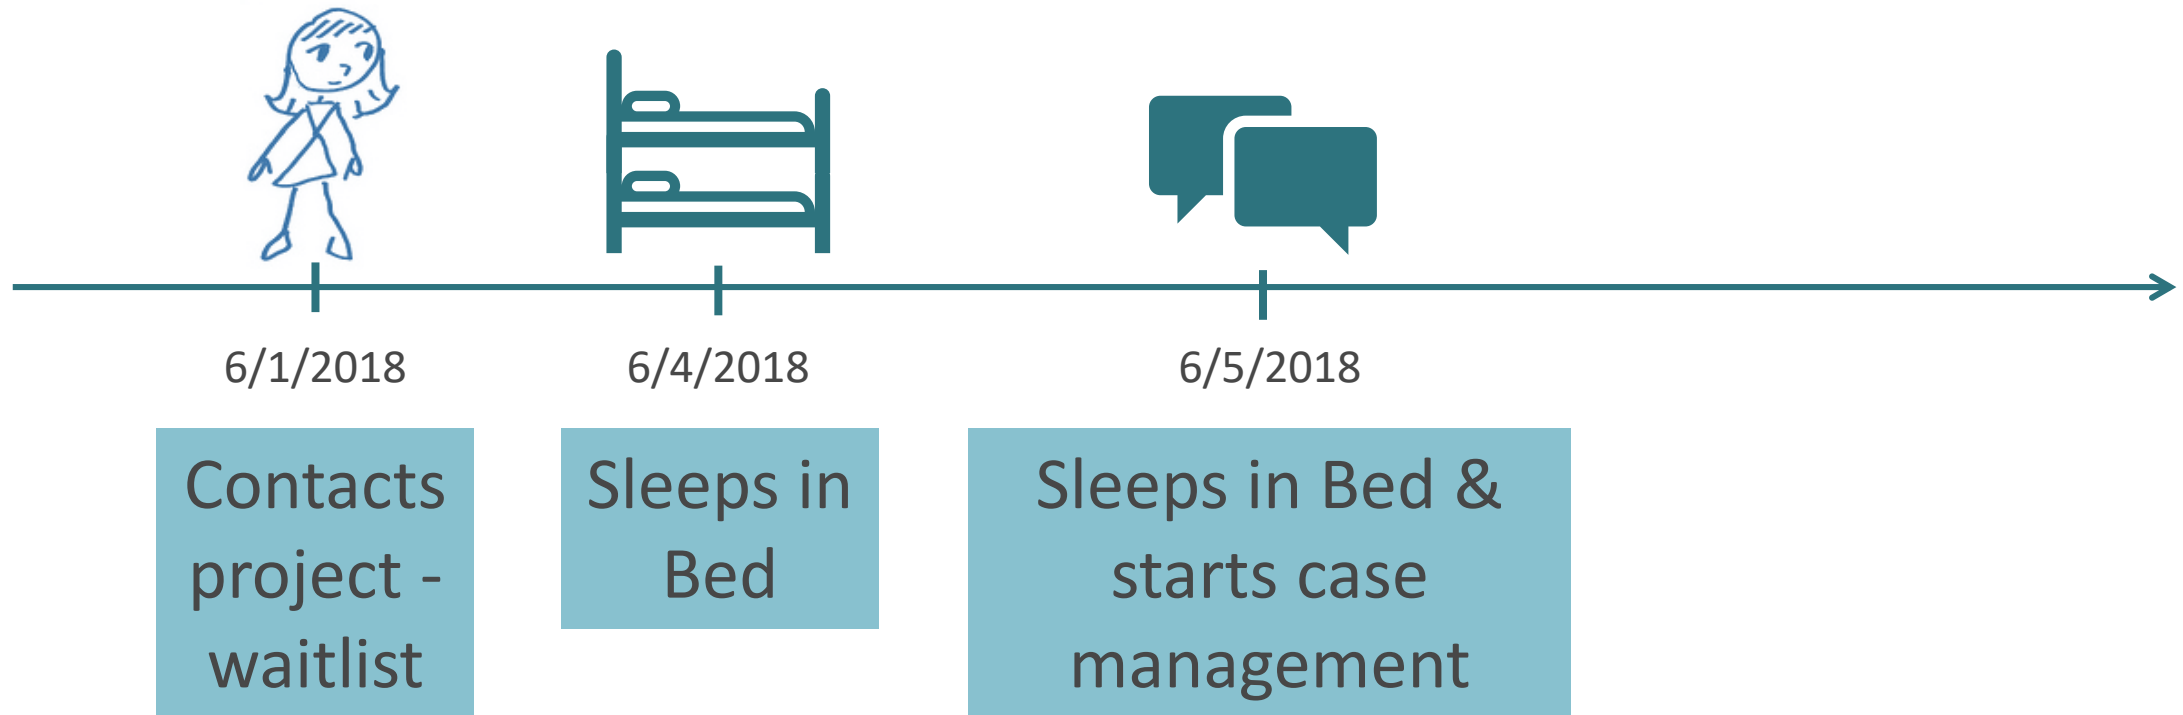 6/1/2018
6/4/2018
6/5/2018
Contacts
project -
waitlist
Sleeps in
Bed
Sleeps in Bed &
starts case
management